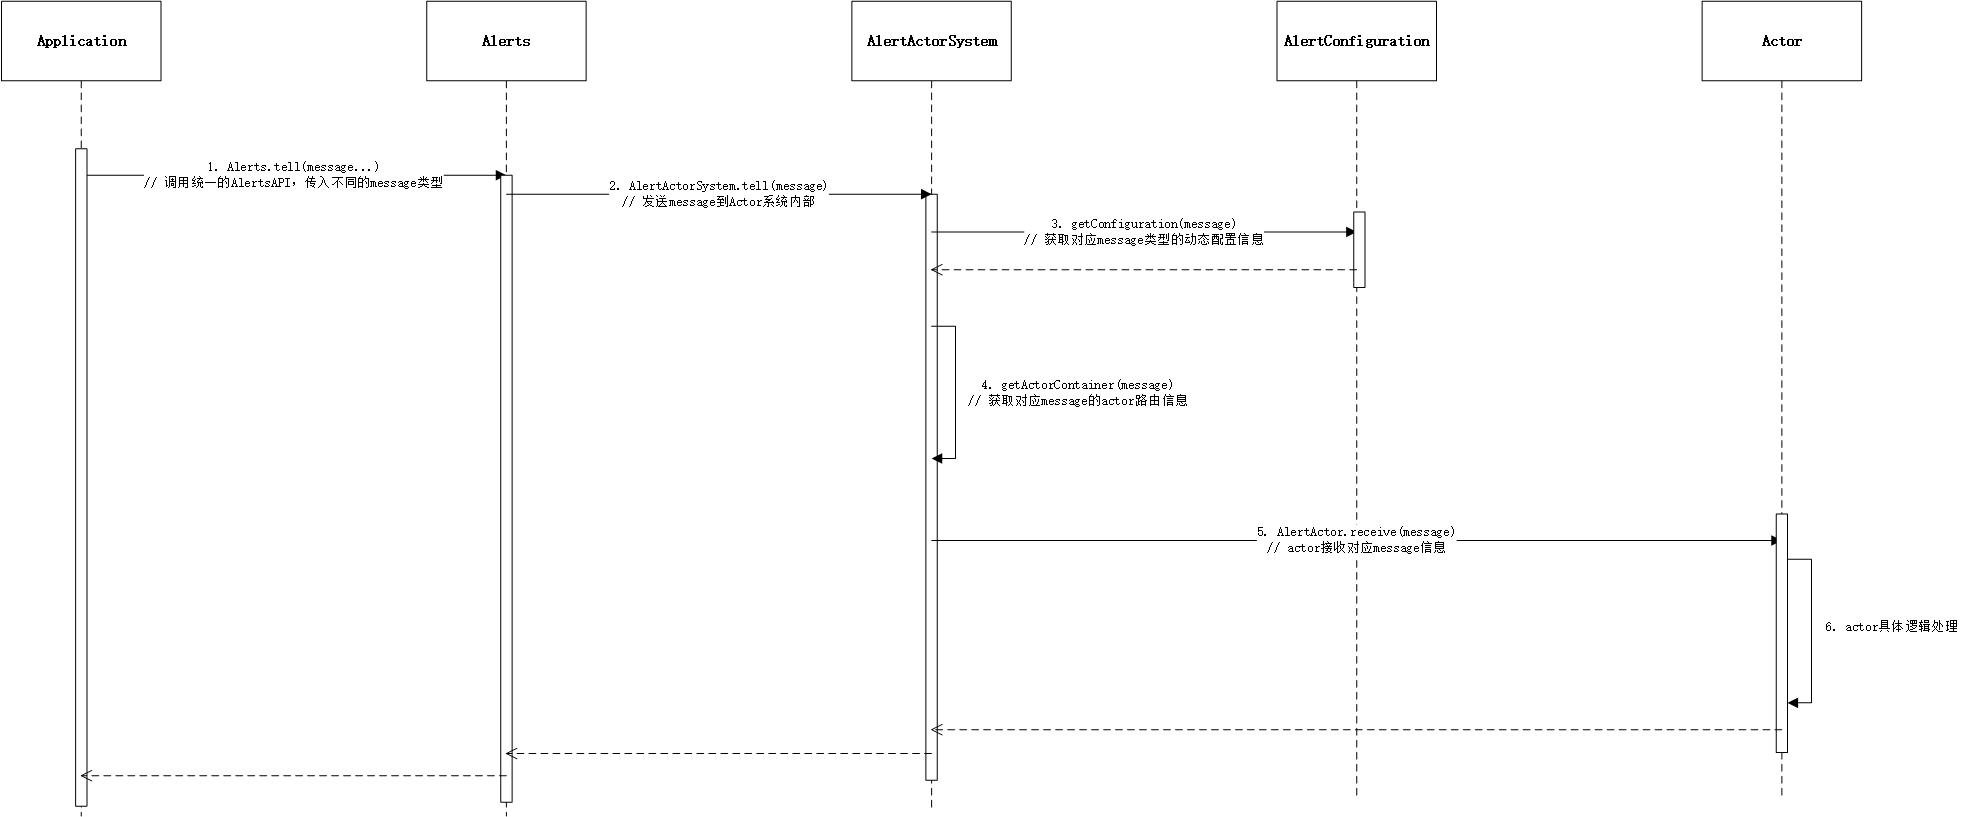 Application
Alerts
AlertActorSystem
AlertConfiguration
Actor
1. Alerts.tell(message...)
// 调用统一的AlertsAPI，传入不同的message类型
2. AlertActorSystem.tell(message)
// 发送message到Actor系统内部
3. getConfiguration(message)
// 获取对应message类型的动态配置信息
4. getActorContainer(message)
// 获取对应message的actor路由信息
5. AlertActor.receive(message)
// actor接收对应message信息
6. actor具体逻辑处理